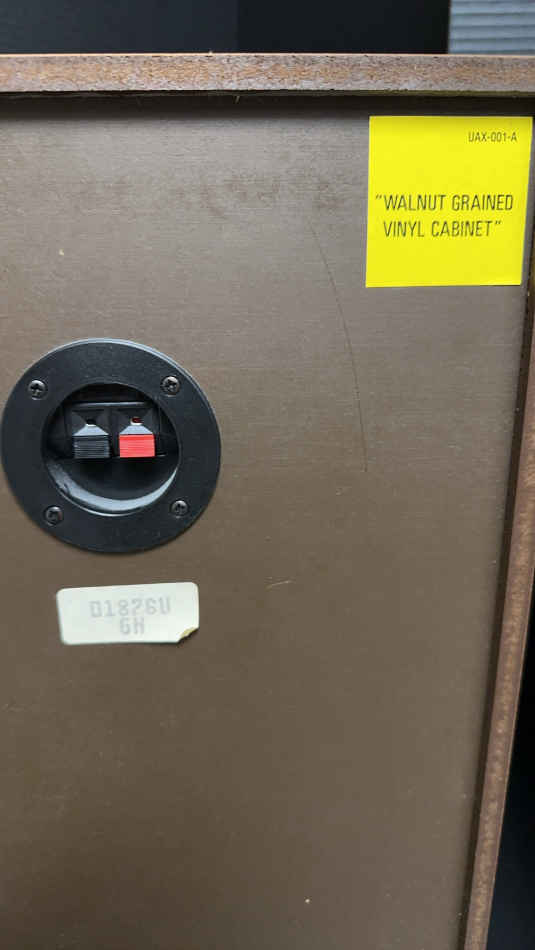 UAX-001-A
"WALNUT GRAINED
VINYL CABINET"
D1876U
6H